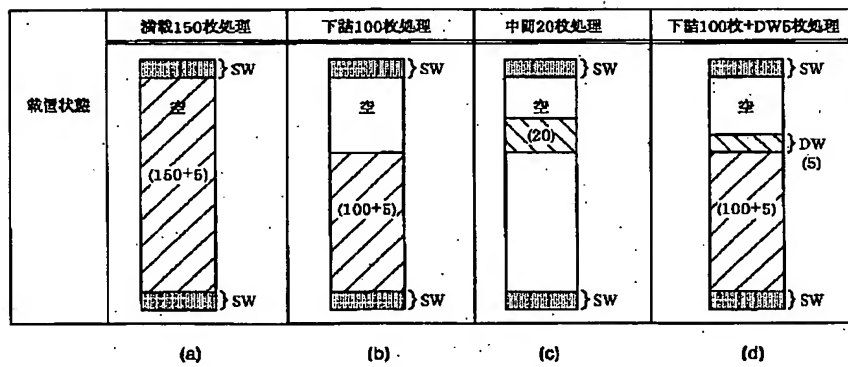 満載150枚処理
下詰100枚処理
中間20枚処理
下詰100枚+DW5枚処理
載置状態
SW
空
(150+5)
SW
SW
空
(100+5)
SW
SW
空
(20)
SW
SW
空
DW
(5)
(100+5)
SW
(a)
(b)
(c)
(d)